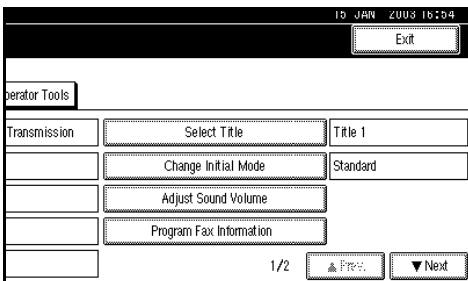 15 JAN 2003 16:54
Exit
perator Tools
Transmission Select Title Title 1
Change Initial Mode Standard
Adjust Sound Volume
Program Fax Information
1/2 ▲ Prev. ▼ Next